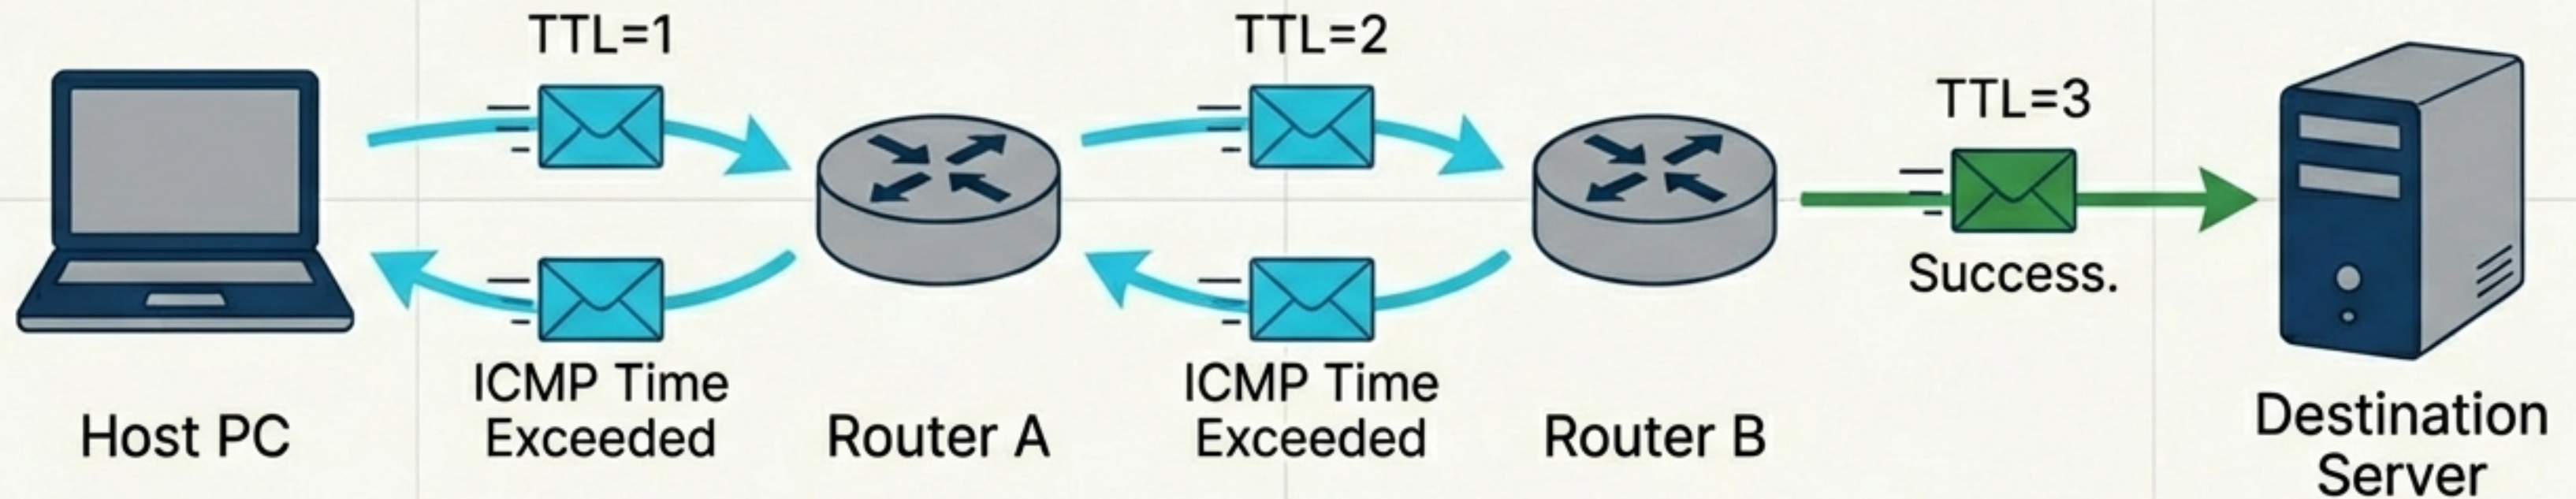 TTL=1
TTL=2
TTL=3
Success.
ICMP Time
Exceeded
ICMP Time
Exceeded
Host PC
Router A
Router B
Destination
Server